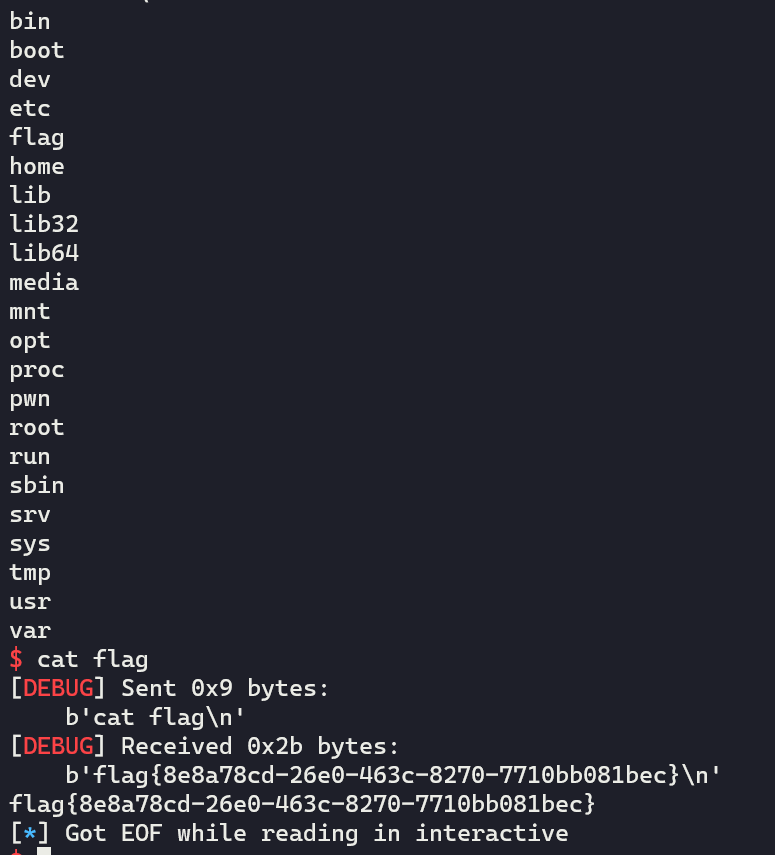 bin
boot
dev
etc
flag
home
lib
lib32
lib64
media
mnt
opt
proc
pwn
root
run
sbin
srv
sys
tmp
usr
var
$ cat flag
[DEBUG] Sent 0x9 bytes:
    b'cat flag\n'
[DEBUG] Received 0x2b bytes:
    b'flag{8e8a78cd-26e0-463c-8270-7710bb081bec}\n'
flag{8e8a78cd-26e0-463c-8270-7710bb081bec}
[*] Got EOF while reading in interactive